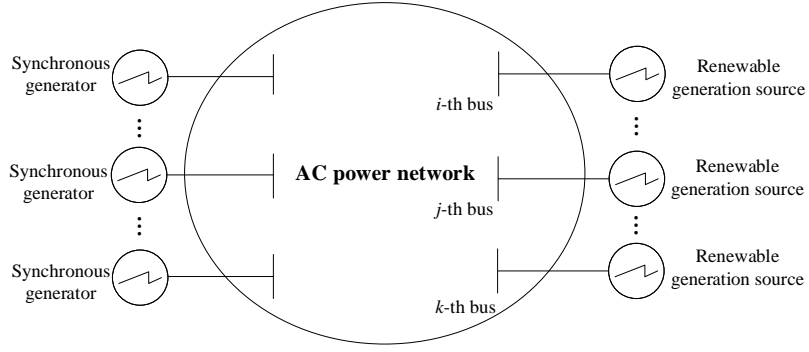 Synchronous
generator
Synchronous
generator
Synchronous
generator
AC power network
i-th bus
j-th bus
k-th bus
Renewable
generation source
Renewable
generation source
Renewable
generation source